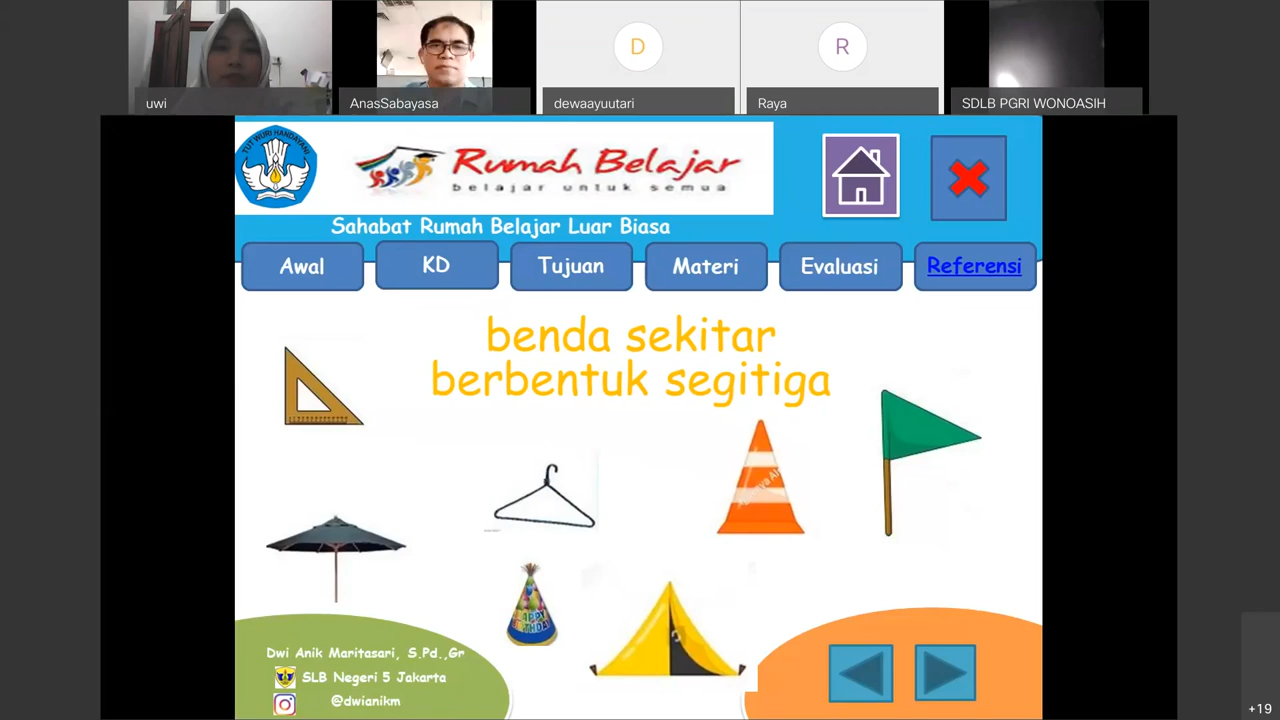 uwi
AnasSabayasa
D
dewaayuutari
R
Raya
SDLB PGRI WONOASIH
TUT WURI HANDAYANI
Rumah Belajar
belajar untuk semua
Sahabat Rumah Belajar Luar Biasa
Awal
KD
Tujuan
Materi
Evaluasi
Referensi
benda sekitar
berbentuk segitiga
HAPPY
BIRTHDAY
Dwi Anik Maritasari, S.Pd.,Gr
SLB Negeri 5 Jakarta
@dwianikm
+19